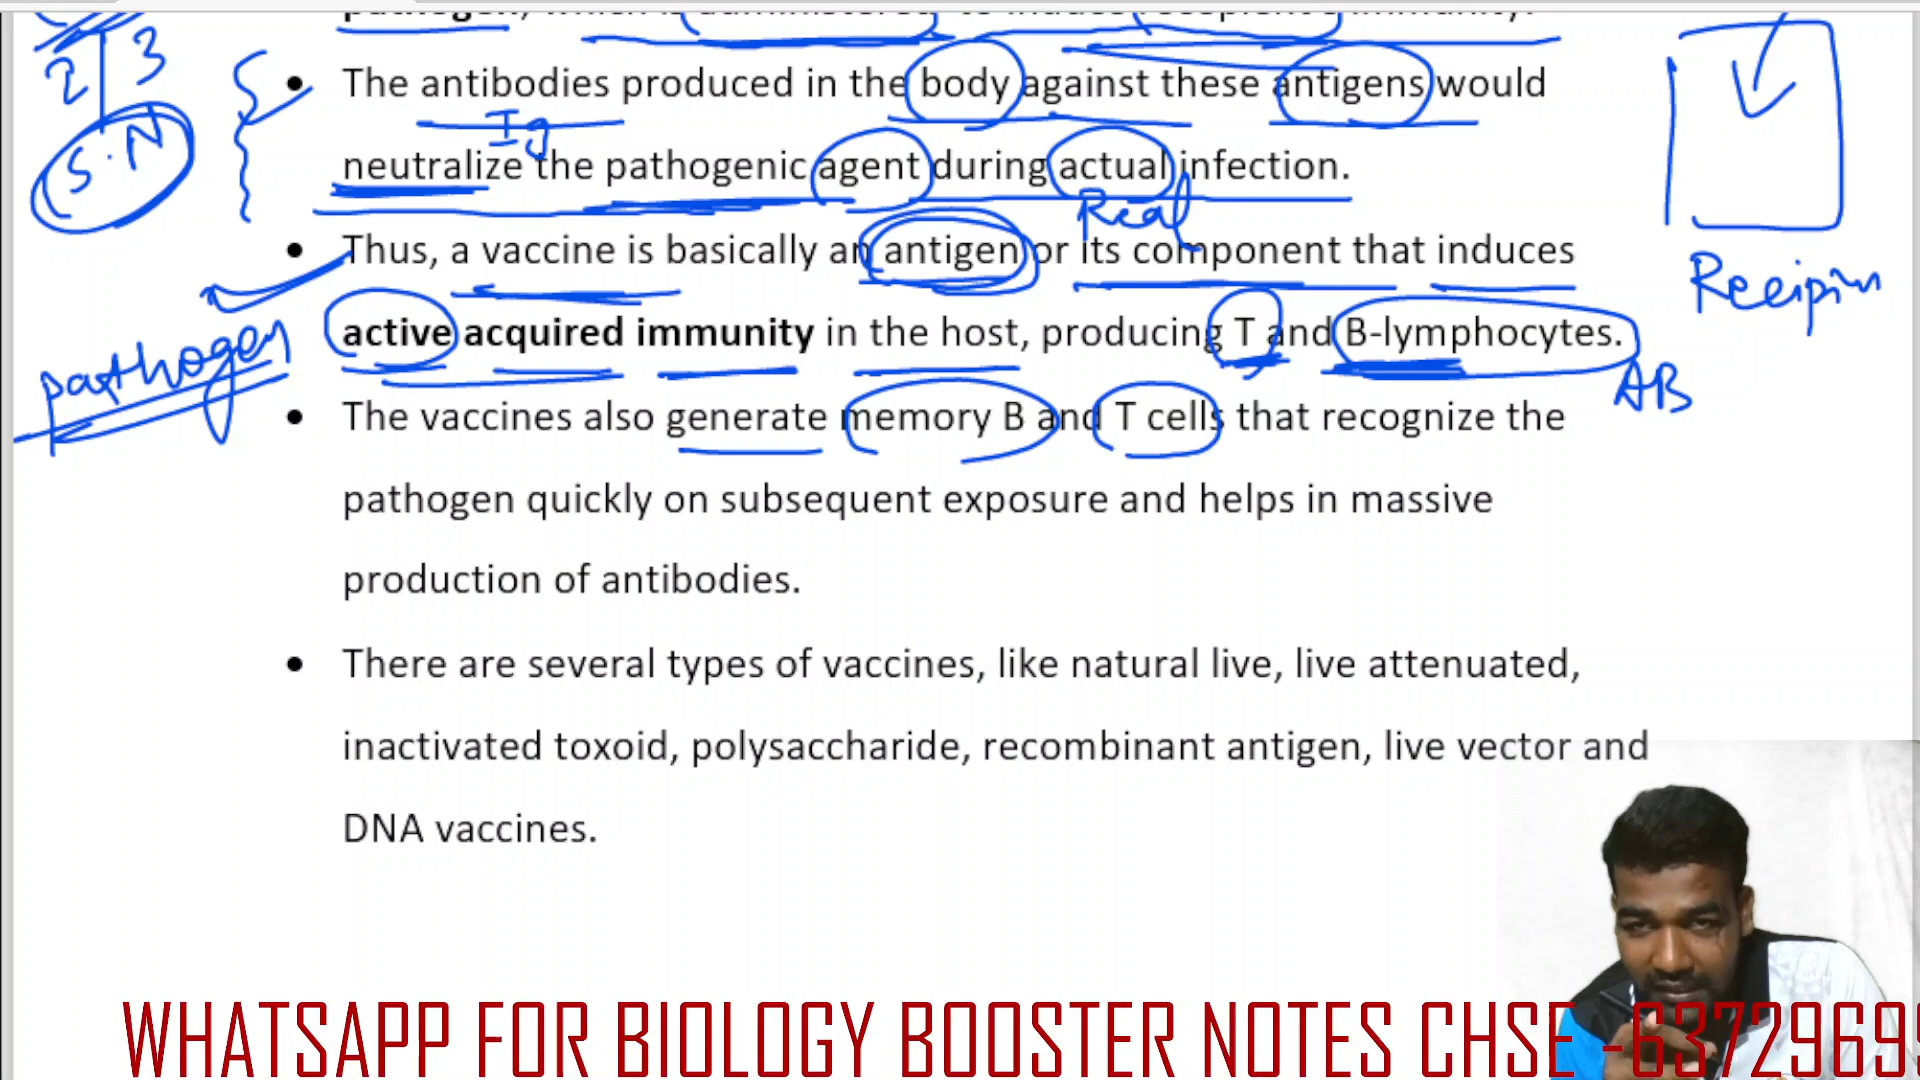 2 3
S.N
• The antibodies produced in the body against these antigens would
Ig
neutralize the pathogenic agent during actual infection.
Real
• Thus, a vaccine is basically an antigen or its component that induces
Recipin
active acquired immunity in the host, producing T and B-lymphocytes.
pathogen
AB
• The vaccines also generate memory B and T cells that recognize the
pathogen quickly on subsequent exposure and helps in massive
production of antibodies.
• There are several types of vaccines, like natural live, live attenuated,
inactivated toxoid, polysaccharide, recombinant antigen, live vector and
DNA vaccines.
WHATSAPP FOR BIOLOGY BOOSTER NOTES CHSE -6372969